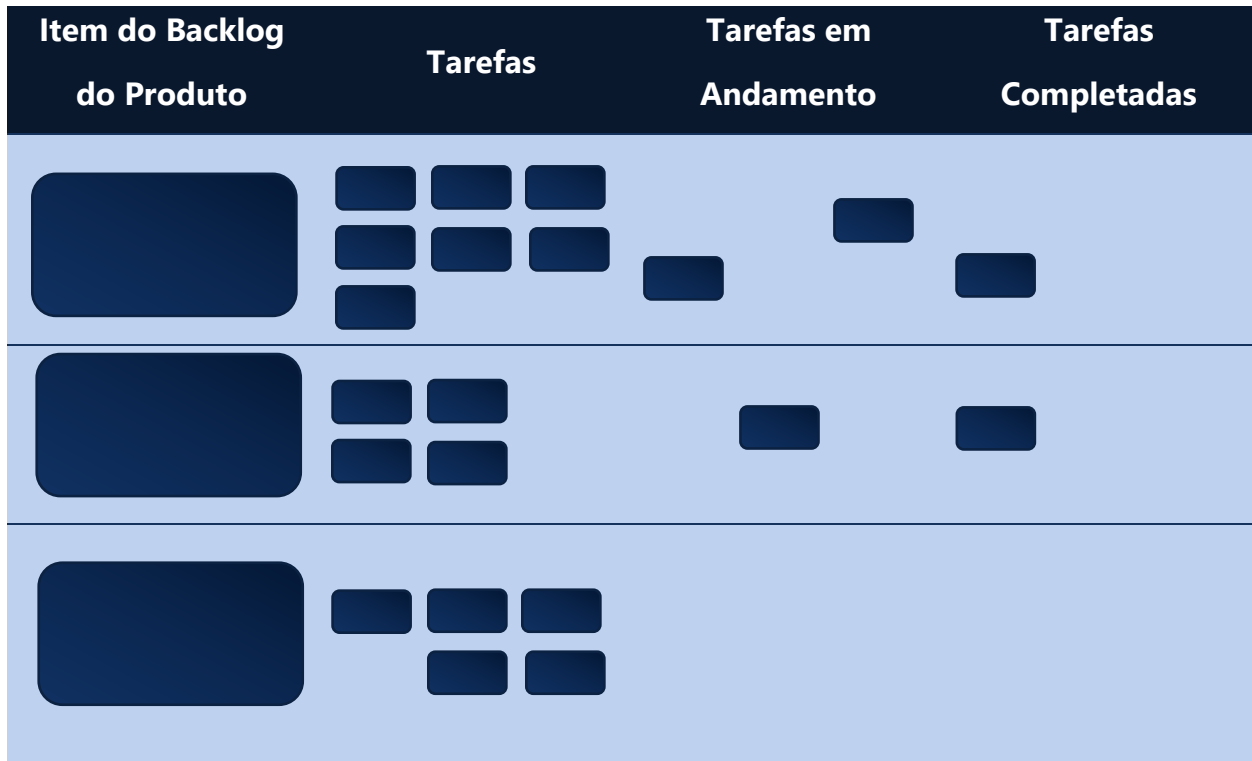 Item do Backlog
do Produto
Tarefas
Tarefas em
Andamento
Tarefas
Completadas